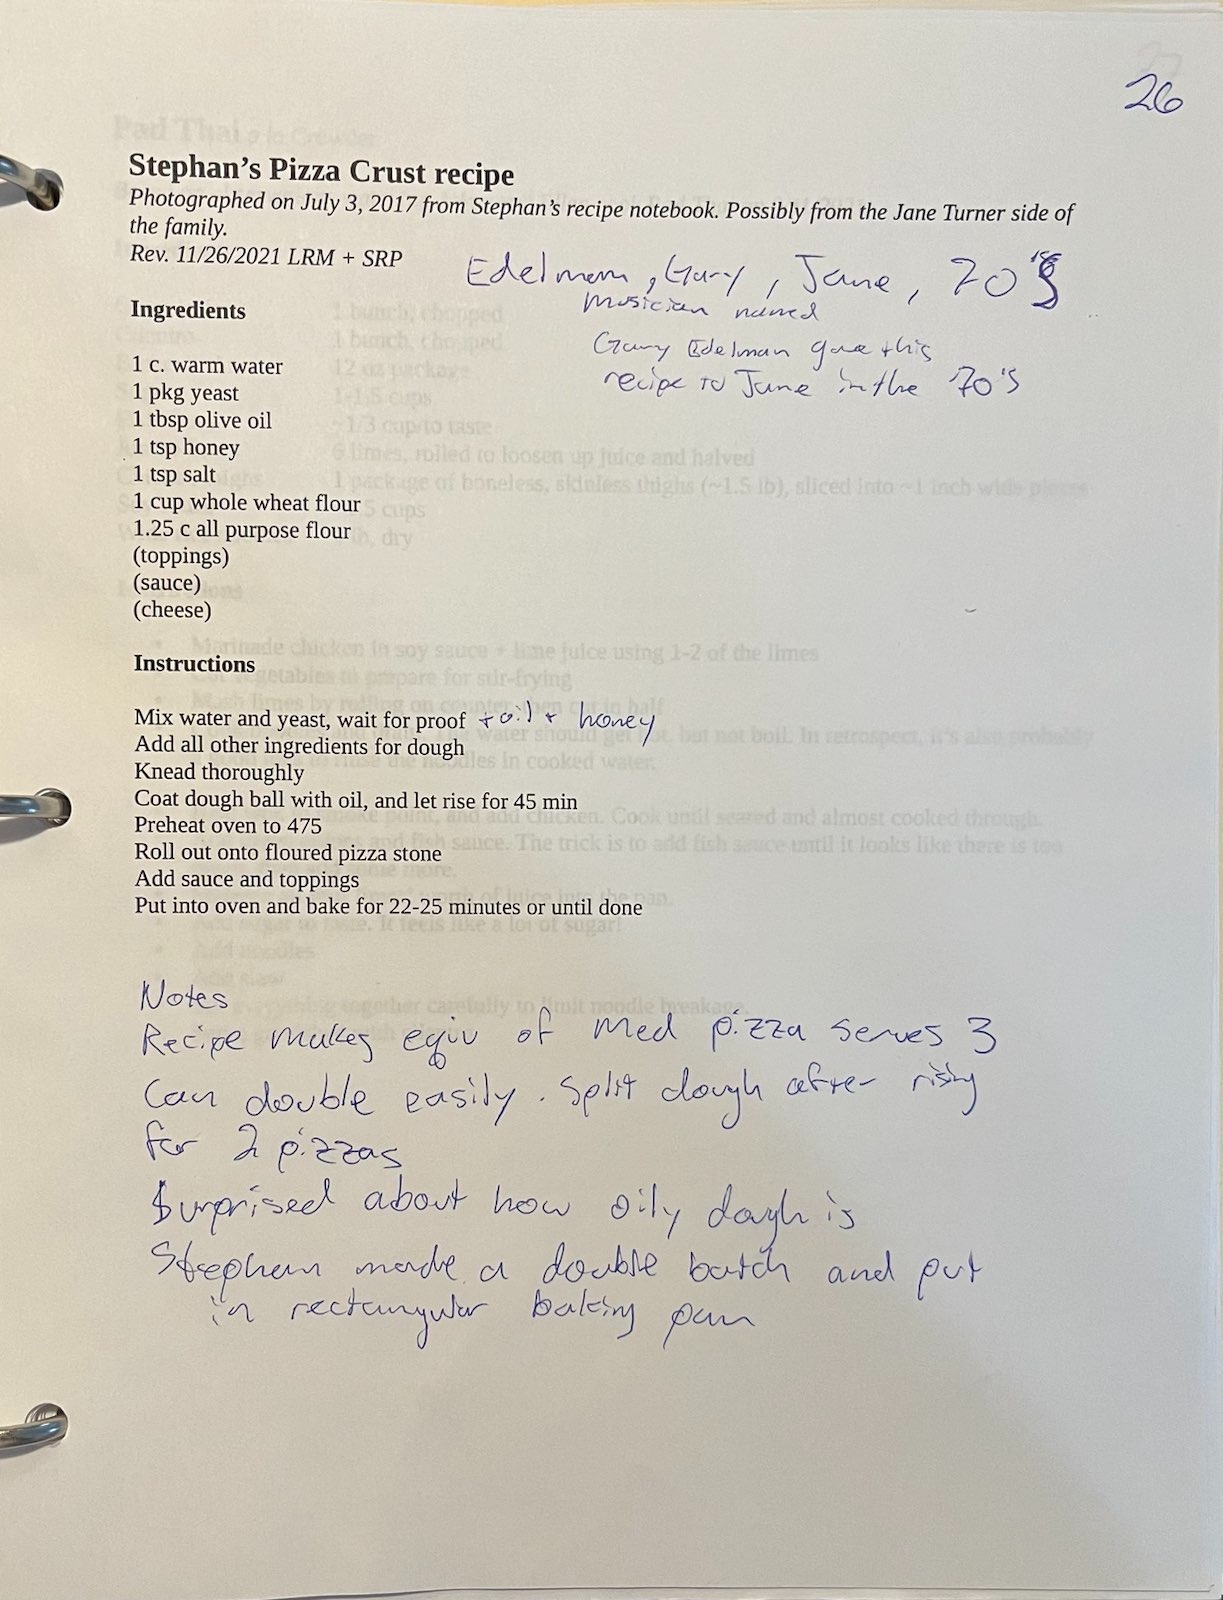 26
Stephan's Pizza Crust recipe
Photographed on July 3, 2017 from Stephan's recipe notebook. Possibly from the Jane Turner side of
the family.
Rev. 11/26/2021 LRM + SRP
Edelman, Gary, Jane, 70's
musician named
Gary Edelman gave this
recipe to Jane in the 70's
Ingredients
1 c. warm water
1 pkg yeast
1 tbsp olive oil
1 tsp honey
1 tsp salt
1 cup whole wheat flour
1.25 c all purpose flour
(toppings)
(sauce)
(cheese)
Instructions
Mix water and yeast, wait for proof + oil + honey
Add all other ingredients for dough
Knead thoroughly
Coat dough ball with oil, and let rise for 45 min
Preheat oven to 475
Roll out onto floured pizza stone
Add sauce and toppings
Put into oven and bake for 22-25 minutes or until done
Notes
Recipe makes eqiv of med pizza serves 3
Can double easily. Split dough after rising
for 2 pizzas
Surprised about how oily dough is
Stephan made a double batch and put
in rectangular baking pan